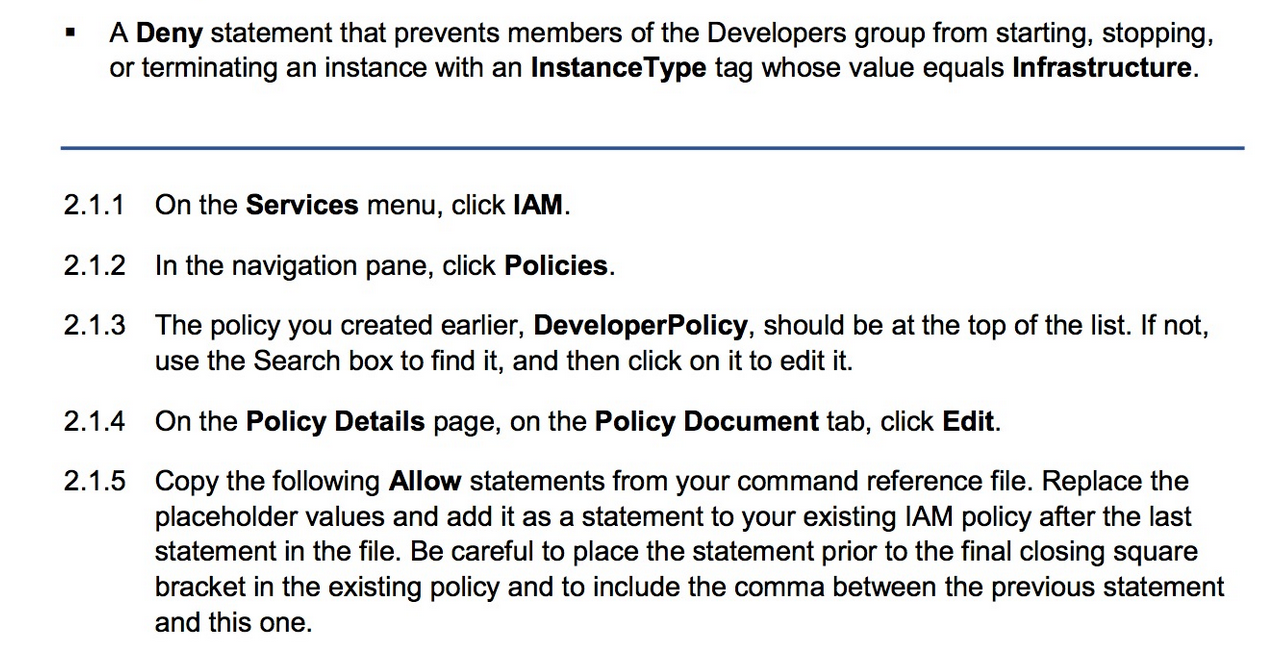 ▪ A Deny statement that prevents members of the Developers group from starting, stopping,
or terminating an instance with an InstanceType tag whose value equals Infrastructure.
2.1.1 On the Services menu, click IAM.
2.1.2 In the navigation pane, click Policies.
2.1.3 The policy you created earlier, DeveloperPolicy, should be at the top of the list. If not,
use the Search box to find it, and then click on it to edit it.
2.1.4 On the Policy Details page, on the Policy Document tab, click Edit.
2.1.5 Copy the following Allow statements from your command reference file. Replace the
placeholder values and add it as a statement to your existing IAM policy after the last
statement in the file. Be careful to place the statement prior to the final closing square
bracket in the existing policy and to include the comma between the previous statement
and this one.